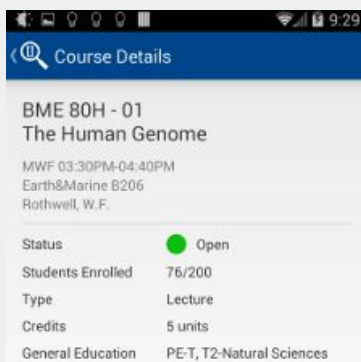 9:29
Course Details
BME 80H - 01
The Human Genome
MWF 03:30PM-04:40PM
Earth&Marine B206
Rothwell, W.F.
Status Open
Students Enrolled 76/200
Type Lecture
Credits 5 units
General Education PE-T, T2-Natural Sciences